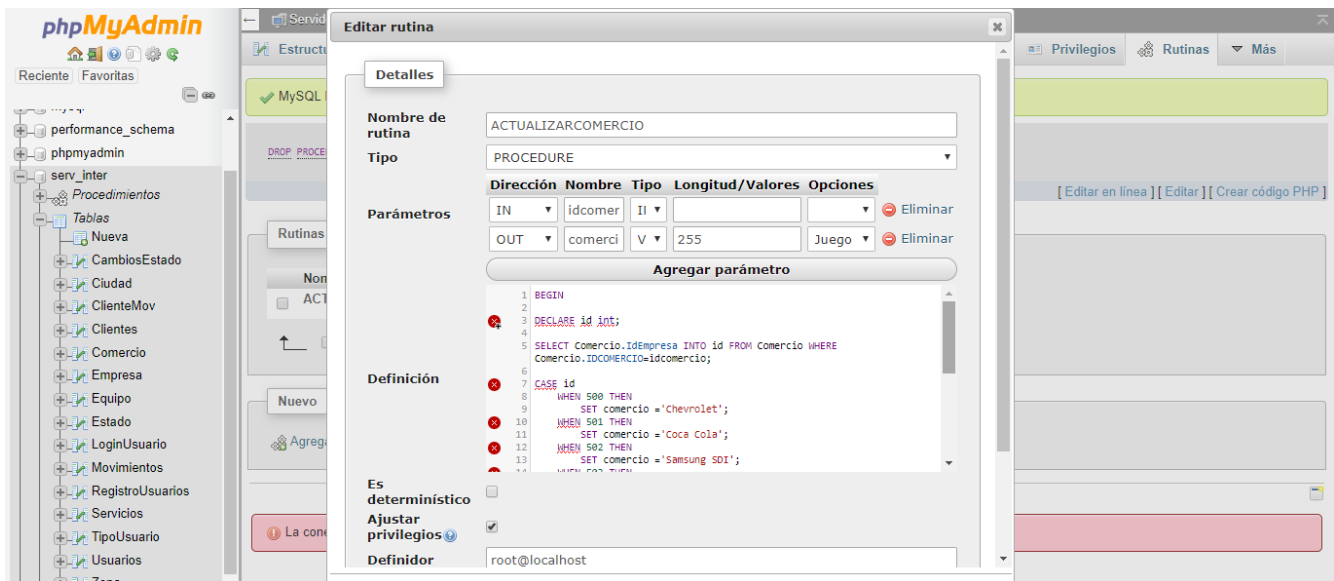 phpMyAdmin
Reciente Favoritas
performance_schema
phpmyadmin
serv_inter
Procedimientos
Tablas
Nueva
CambiosEstado
Ciudad
ClienteMov
Clientes
Comercio
Empresa
Equipo
Estado
LoginUsuario
Movimientos
RegistroUsuarios
Servicios
TipoUsuario
Usuarios
Servid
Estructu
Privilegios
Rutinas
Más
MySQL
DROP PROCE
[ Editar en línea ] [ Editar ] [ Crear código PHP ]
Rutinas
Nom
ACT
Nuevo
Agrega
La cone
Editar rutina
Detalles
Nombre de rutina
ACTUALIZARCOMERCIO
Tipo
PROCEDURE
Parámetros
Dirección Nombre Tipo Longitud/Valores Opciones
IN idcomer Eliminar
OUT comerci V 255 Juego Eliminar
Agregar parámetro
Definición
1 BEGIN
2
3 DECLARE id int;
4
5 SELECT Comercio.IdEmpresa INTO id FROM Comercio WHERE
Comercio.IDCOMERCIO=idcomercio;
6
7 CASE id
8 WHEN 500 THEN
9 SET comercio ='Chevrolet';
10 WHEN 501 THEN
11 SET comercio ='Coca Cola';
12 WHEN 502 THEN
13 SET comercio ='Samsung SDI';
Es determinístico
Ajustar privilegios
Definidor
root@localhost